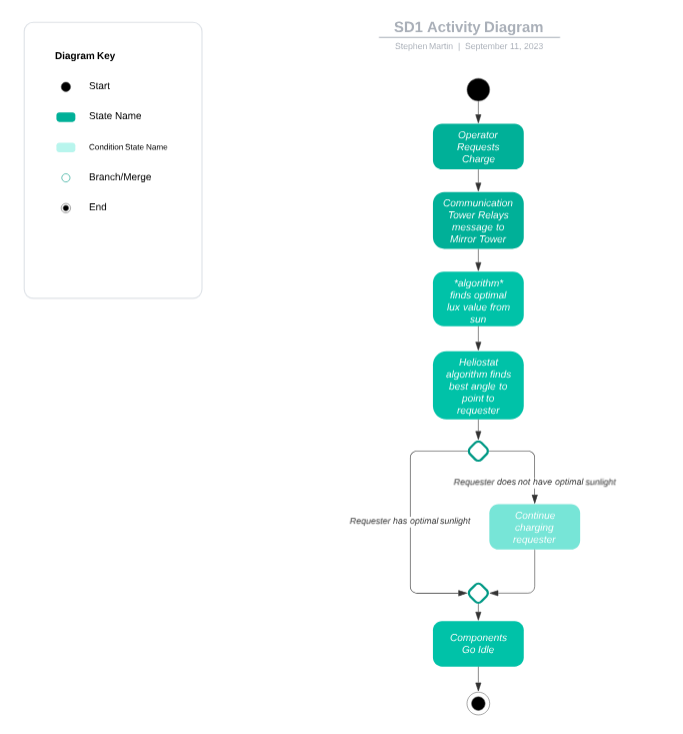 SD1 Activity Diagram
Stephen Martin | September 11, 2023
Diagram Key
Start
State Name
Condition State Name
Branch/Merge
End
Operator
Requests
Charge
Communication
Tower Relays
message to
Mirror Tower
*algorithm*
finds optimal
lux value from
sun
Heliostat
algorithm finds
best angle to
point to
requester
Requester does not have optimal sunlight
Requester has optimal sunlight
Continue
charging
requester
Components
Go Idle